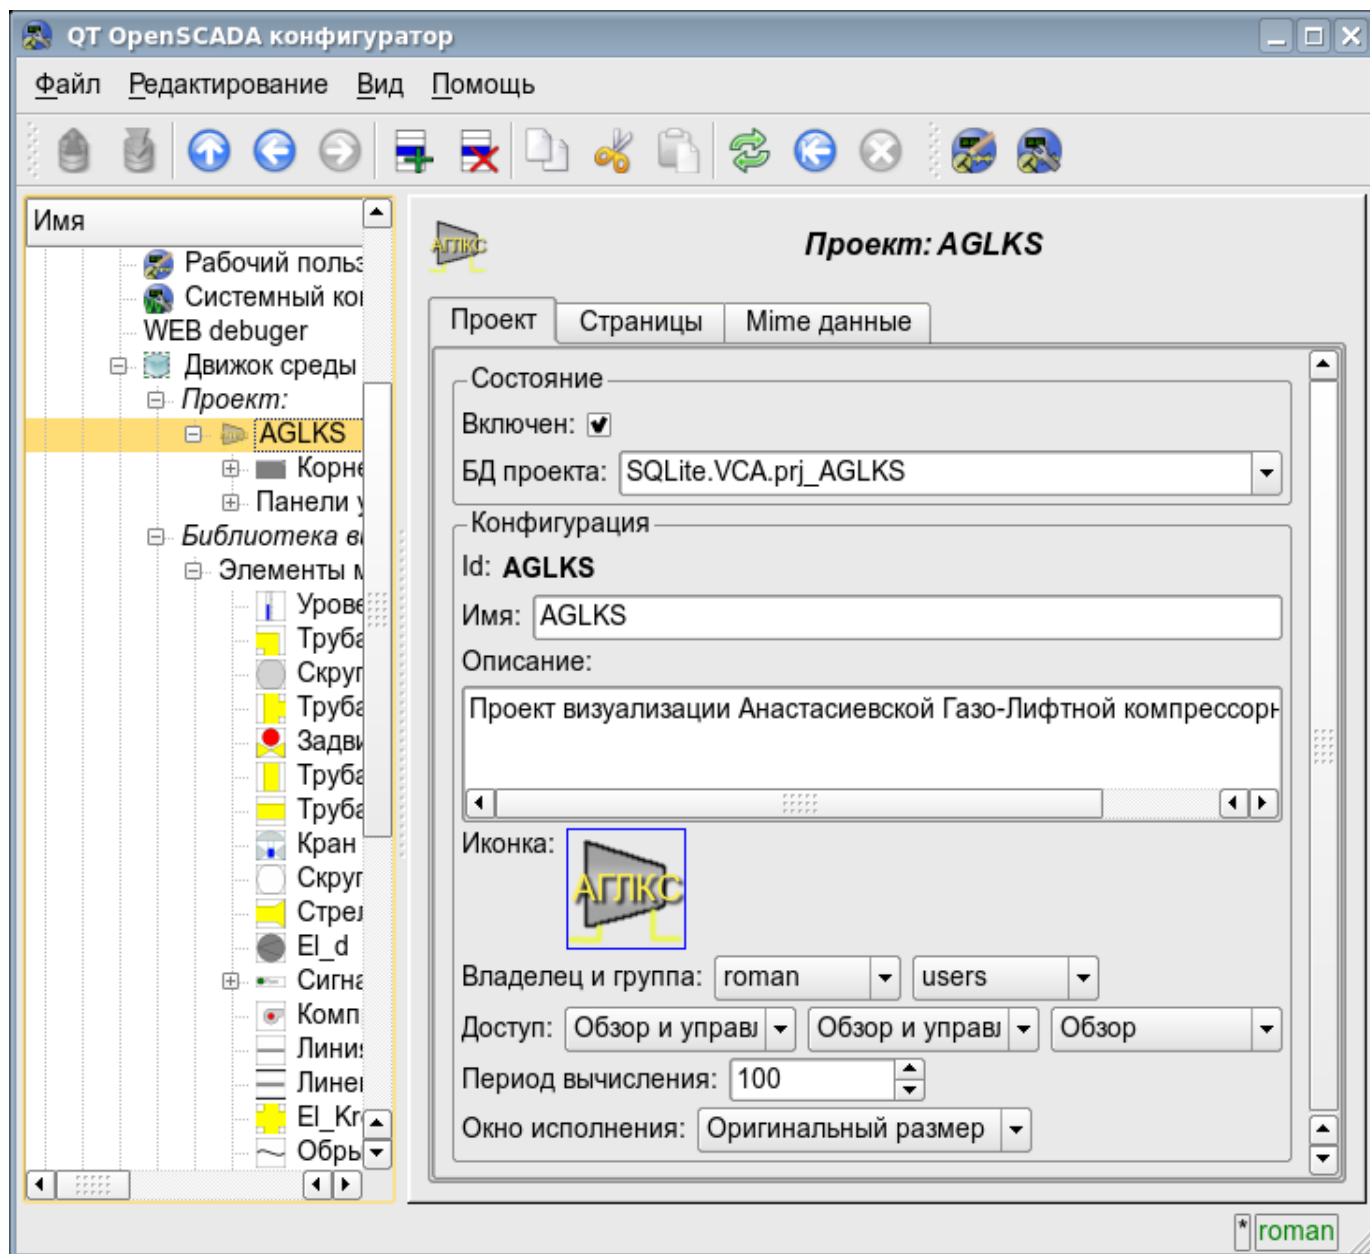 QT OpenSCADA конфигуратор
Файл Редактирование Вид Помощь
Имя
Рабочий польз
Системный ко
WEB debuger
Движок среды
Проект:
AGLKS
Корне
Панели у
Библиотека в
Элементы м
Урове
Труба
Скруг
Труба
Задви
Труба
Труба
Кран
Скруг
Стрел
El_d
Сигна
Комп
Линия
Линей
El_Kr
Обры
АГЛКС
Проект: AGLKS
Проект Страницы Mime данные
Состояние
Включен:
БД проекта: SQLite.VCA.prj_AGLKS
Конфигурация
Id: AGLKS
Имя: AGLKS
Описание:
Проект визуализации Анастасиевской Газо-Лифтной компрессорн
Иконка: АГЛКС
Владелец и группа: roman users
Доступ: Обзор и управл Обзор и управл Обзор
Период вычисления: 100
Окно исполнения: Оригинальный размер
* roman